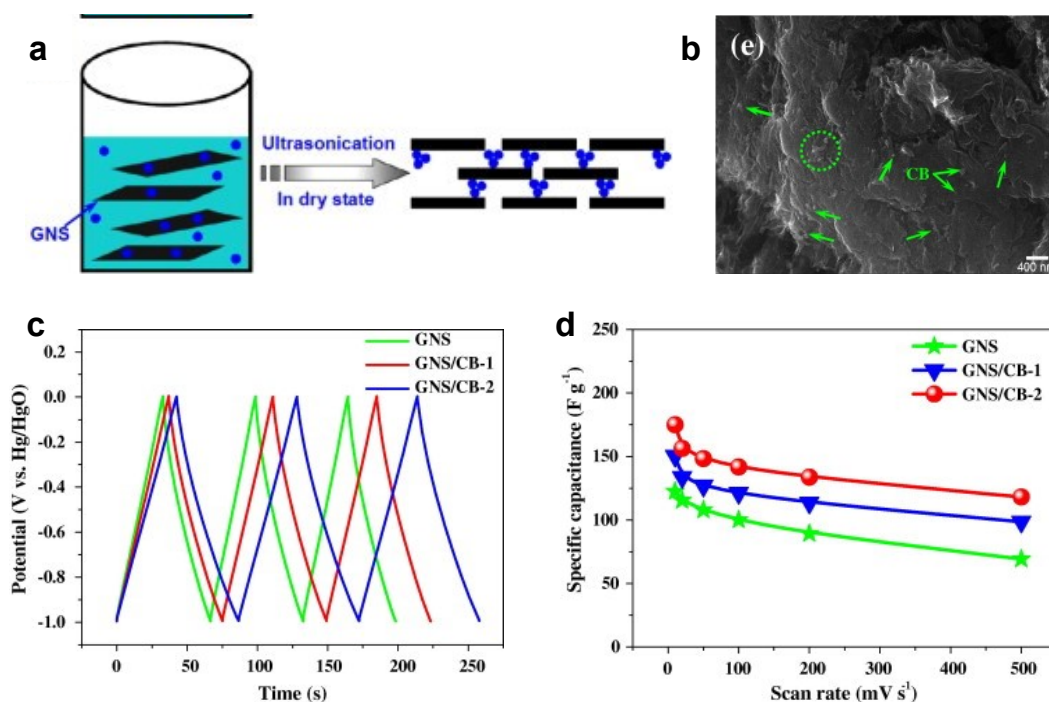 a
Ultrasonication
In dry state
GNS
b
(e)
CB
400 nm
c
GNS
GNS/CB-1
GNS/CB-2
0.2
0.0
-0.2
-0.4
-0.6
-0.8
-1.0
Potential (V vs. Hg/HgO)
0 50 100 150 200 250
Time (s)
d
GNS
GNS/CB-1
GNS/CB-2
250
200
150
100
50
0
Specific capacitance (F g-1)
0 100 200 300 400 500
Scan rate (mV s-1)